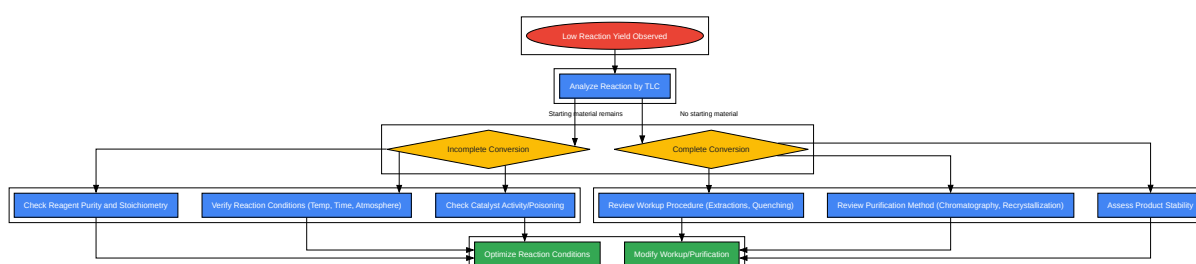 Low Reaction Yield Observed
Analyze Reaction by TLC
Starting material remains
No starting material
Incomplete Conversion
Complete Conversion
Check Reagent Purity and Stoichiometry
Verify Reaction Conditions (Temp, Time, Atmosphere)
Check Catalyst Activity/Poisoning
Review Workup Procedure (Extractions, Quenching)
Review Purification Method (Chromatography, Recrystallization)
Assess Product Stability
Optimize Reaction Conditions
Modify Workup/Purification